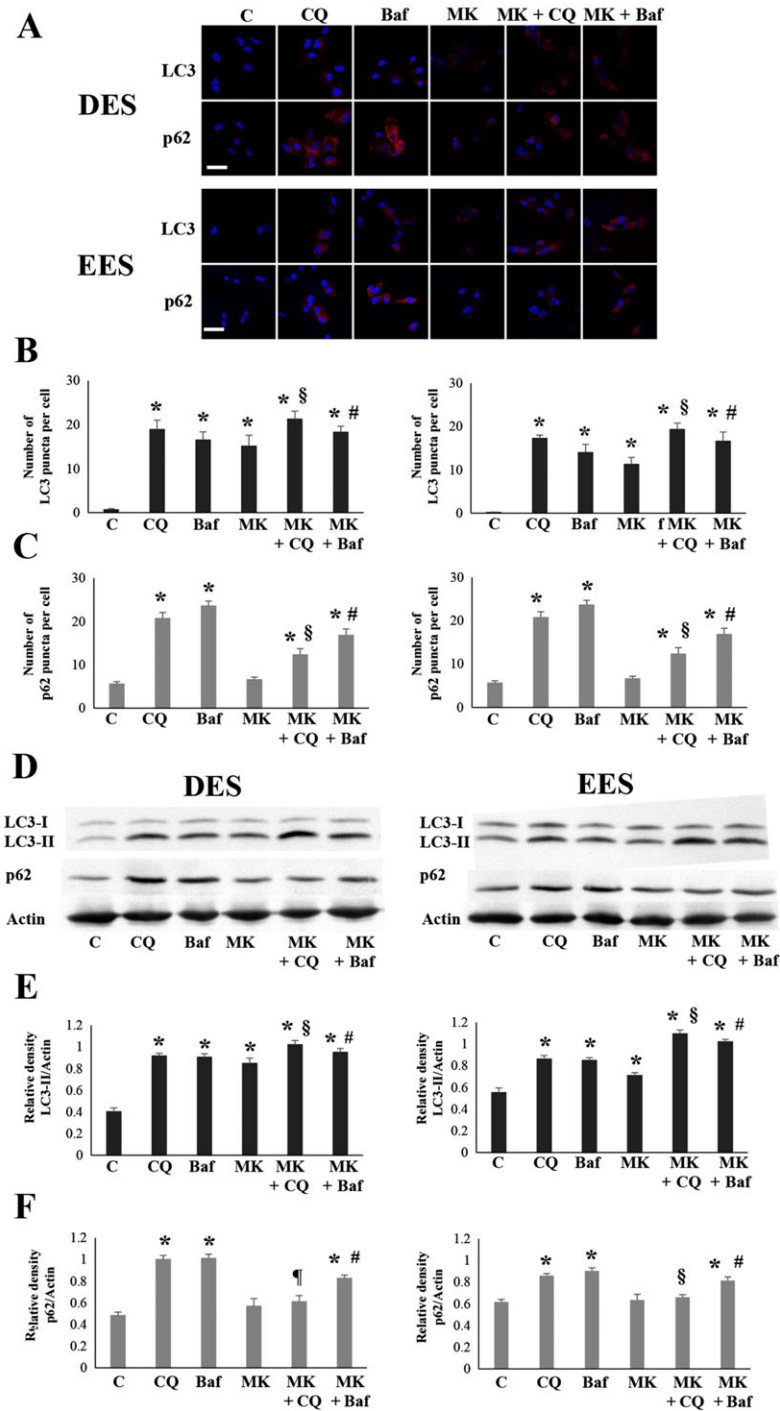 A
C CQ Baf MK MK + CQ MK + Baf
LC3
DES
p62
LC3
EES
p62
B
Number of
LC3 puncta per cell
30
20
10
0
* * * * § * #
C CQ Baf MK MK MK
+ CQ + Baf
Number of
LC3 puncta per cell
30
20
10
0
* * * * § * #
C CQ Baf MK f MK MK
+ CQ + Baf
C
Number of
p62 puncta per cell
30
20
10
0
* * * § * #
C CQ Baf MK MK MK
+ CQ + Baf
Number of
p62 puncta per cell
30
20
10
0
* * * § * #
C CQ Baf MK MK MK
+ CQ + Baf
D
DES
LC3-I
LC3-II
p62
Actin
C CQ Baf MK MK MK
+ CQ + Baf
EES
LC3-I
LC3-II
p62
Actin
C CQ Baf MK MK MK
+ CQ + Baf
E
Relative density
LC3-II/Actin
1.2
1
0.8
0.6
0.4
0.2
0
* * * * § * #
C CQ Baf MK MK MK
+ CQ + Baf
Relative density
LC3-II/Actin
1.2
1
0.8
0.6
0.4
0.2
0
* * * * § * #
C CQ Baf MK MK MK
+ CQ + Baf
F
Relative density
p62/Actin
1.2
1
0.8
0.6
0.4
0.2
0
* * ¶ * #
C CQ Baf MK MK MK
+ CQ + Baf
Relative density
p62/Actin
1.2
1
0.8
0.6
0.4
0.2
0
* * § * #
C CQ Baf MK MK MK
+ CQ + Baf